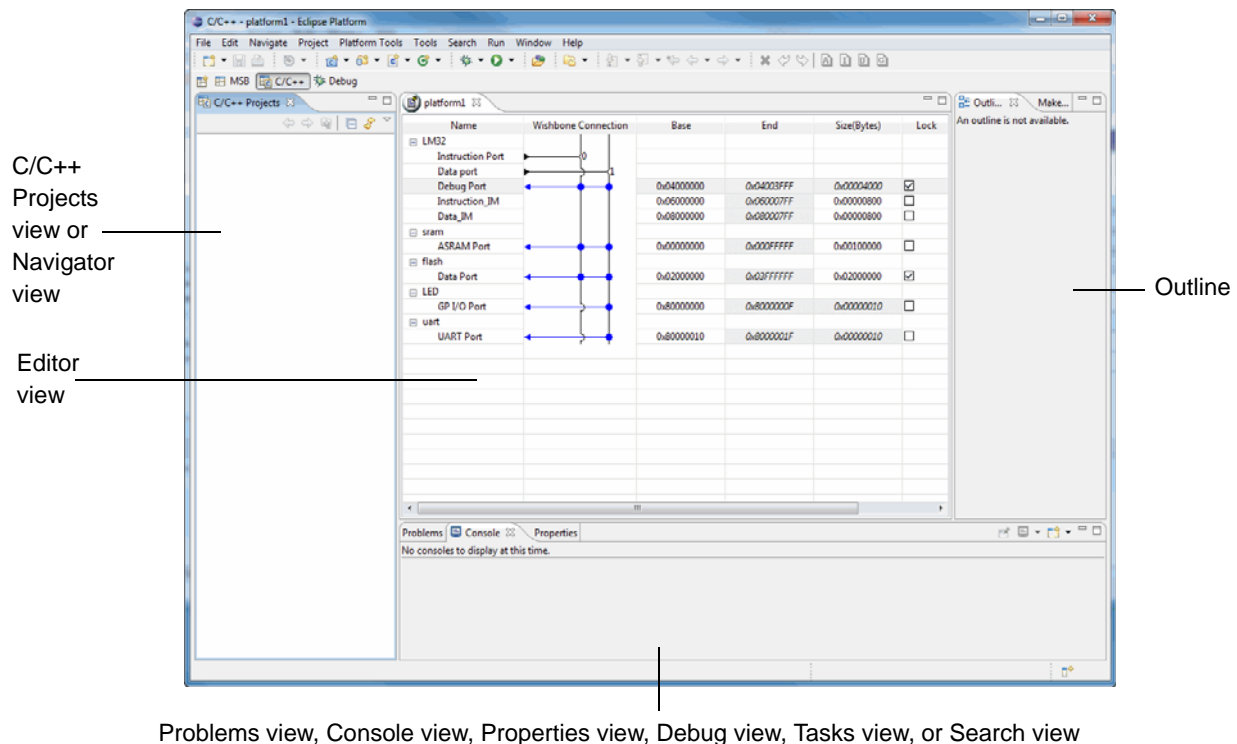 C/C++ - platform1 - Eclipse Platform
File Edit Navigate Project Platform Tools Tools Search Run Window Help
MSB C/C++ Debug
C/C++ Projects
platform1
Outli... Make...
An outline is not available.
Name Wishbone Connection Base End Size(Bytes) Lock
LM32
Instruction Port 0
Data port 1
Debug Port 0x04000000 0x04003FFF 0x00004000
Instruction_IM 0x06000000 0x060007FF 0x00000800
Data_IM 0x08000000 0x080007FF 0x00000800
sram
ASRAM Port 0x00000000 0x000FFFFF 0x00100000
flash
Data Port 0x02000000 0x03FFFFFF 0x02000000
LED
GP I/O Port 0x80000000 0x8000000F 0x00000010
uart
UART Port 0x80000010 0x8000001F 0x00000010
Problems Console Properties
No consoles to display at this time.
C/C++
Projects
view or
Navigator
view
Editor
view
Outline
Problems view, Console view, Properties view, Debug view, Tasks view, or Search view